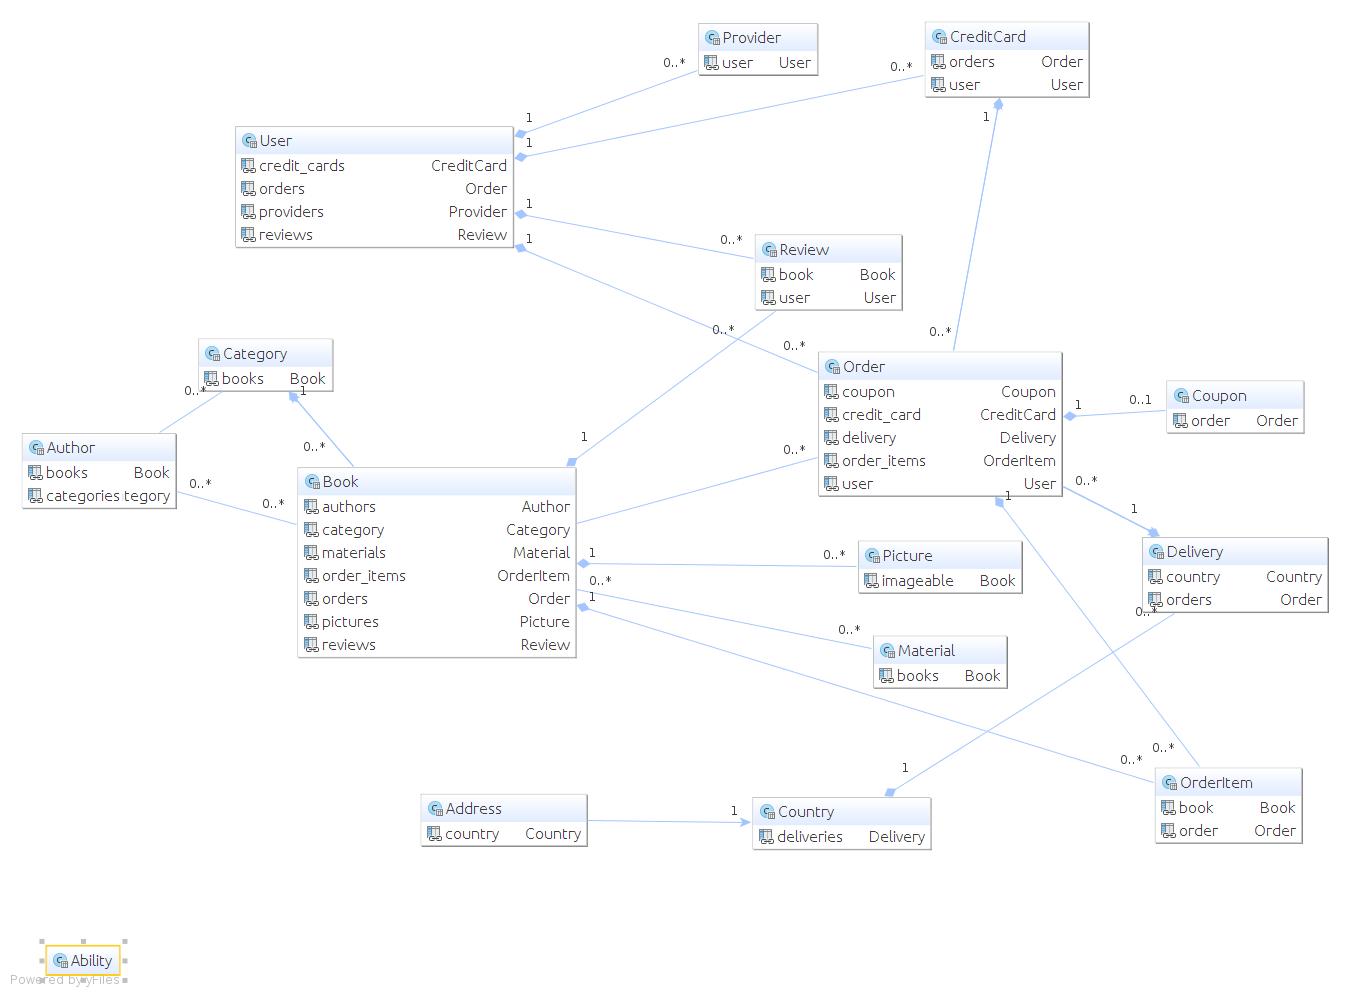 Provider
user User
CreditCard
orders Order
user User
0..*
0..*
1
1
1
User
credit_cards CreditCard
orders Order
providers Provider
reviews Review
1
1
0..*
Review
book Book
user User
0..*
0..*
0..*
Category
books Book
0..*
1
Order
coupon Coupon
credit_card CreditCard
delivery Delivery
order_items OrderItem
user User
1
0..1
Coupon
order Order
Author
books Book
categories tegory
0..*
0..*
0..*
1
0..*
Book
authors Author
category Category
materials Material
order_items OrderItem
orders Order
pictures Picture
reviews Review
1
0..*
1
0..*
1
0..*
Picture
imageable Book
Delivery
country Country
orders Order
0..*
1
0..*
Material
books Book
0..*
0..*
1
OrderItem
book Book
order Order
Address
country Country
1
Country
deliveries Delivery
Ability
Powered by yFiles